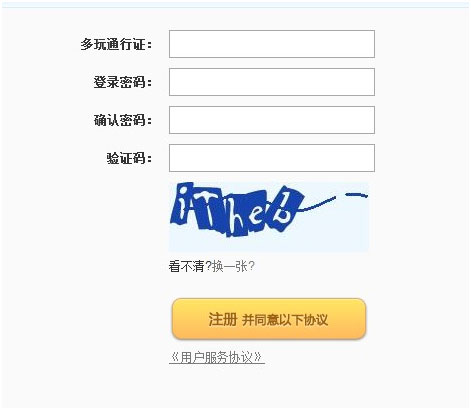 多玩通行证：
登录密码：
确认密码：
验证码：
iTheb
看不清?换一张?
注册 并同意以下协议
《用户服务协议》